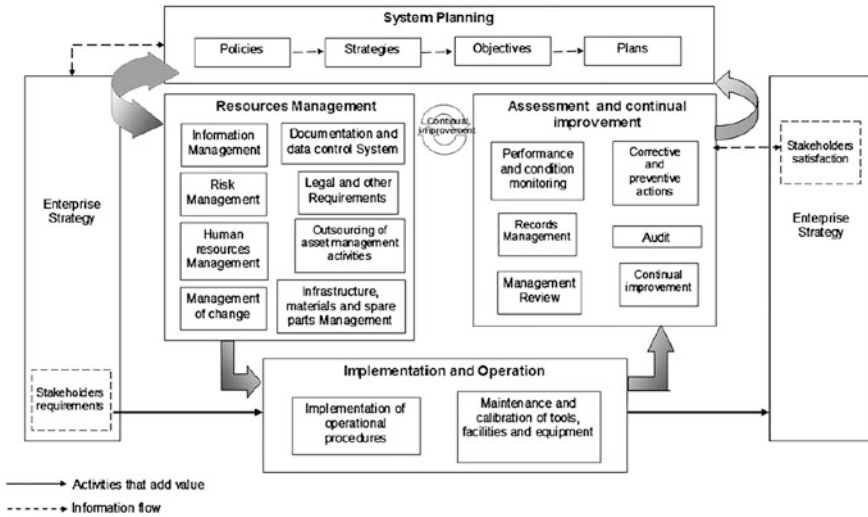 System Planning
Policies
Strategies
Objectives
Plans
Enterprise
Strategy
Stakeholders
requirements
Resources Management
Information
Management
Documentation and
data control System
Risk
Management
Legal and other
Requirements
Human
resources
Management
Outsourcing of
asset management
activities
Management
of change
Infrastructure,
materials and spare
parts Management
Continual
improvement
Assessment and continual
improvement
Performance
and condition
monitoring
Corrective
and
preventive
actions
Records
Management
Audit
Management
Review
Continual
improvement
Stakeholders
satisfaction
Enterprise
Strategy
Implementation and Operation
Implementation of
operational
procedures
Maintenance and
calibration of tools,
facilities and equipment
Activities that add value
Information flow